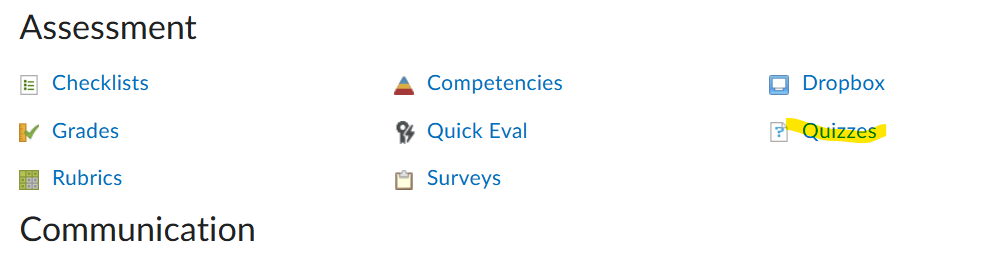 Assessment
Checklists Competencies Dropbox
Grades Quick Eval Quizzes
Rubrics Surveys
Communication